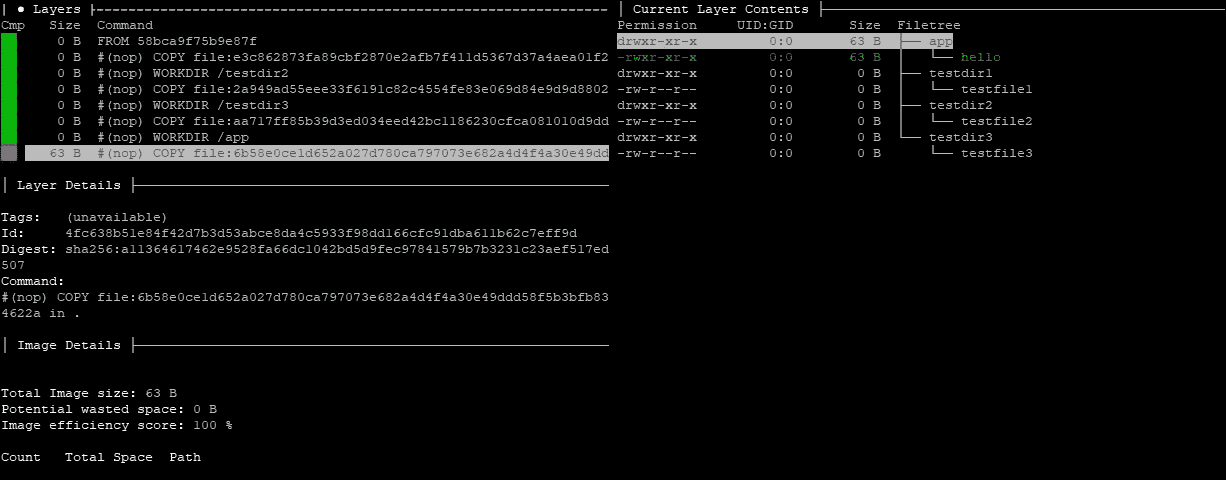 | ● Layers ├
Cmp Size Command
0 B FROM 58bca9f75b9e87f
0 B #(nop) COPY file:e3c862873fa89cbf2870e2afb7f411d5367d37a4aea01f2
0 B #(nop) WORKDIR /testdir2
0 B #(nop) COPY file:2a949ad55eee33f6191c82c4554fe83e069d84e9d9d8802
0 B #(nop) WORKDIR /testdir3
0 B #(nop) COPY file:aa717ff85b39d3ed034eed42bc1186230cfca081010d9dd
0 B #(nop) WORKDIR /app
63 B #(nop) COPY file:6b58e0ce1d652a027d780ca797073e682a4d4f4a30e49dd
│ Layer Details ├
Tags: (unavailable)
Id: 4fc638b51e84f42d7b3d53abce8da4c5933f98dd166cfc91dba611b62c7eff9d
Digest: sha256:a11364617462e9528fa66dc1042bd5d9fec97841579b7b3231c23aef517ed
507
Command:
#(nop) COPY file:6b58e0ce1d652a027d780ca797073e682a4d4f4a30e49ddd58f5b3bfb83
4622a in .
│ Image Details ├
Total Image size: 63 B
Potential wasted space: 0 B
Image efficiency score: 100 %
Count Total Space Path
│ Current Layer Contents ├
Permission UID:GID Size Filetree
drwxr-xr-x 0:0 63 B ├── app
-rwxr-xr-x 0:0 63 B │ └── hello
drwxr-xr-x 0:0 0 B ├── testdir1
-rw-r--r-- 0:0 0 B │ └── testfile1
drwxr-xr-x 0:0 0 B ├── testdir2
-rw-r--r-- 0:0 0 B │ └── testfile2
drwxr-xr-x 0:0 0 B └── testdir3
-rw-r--r-- 0:0 0 B └── testfile3